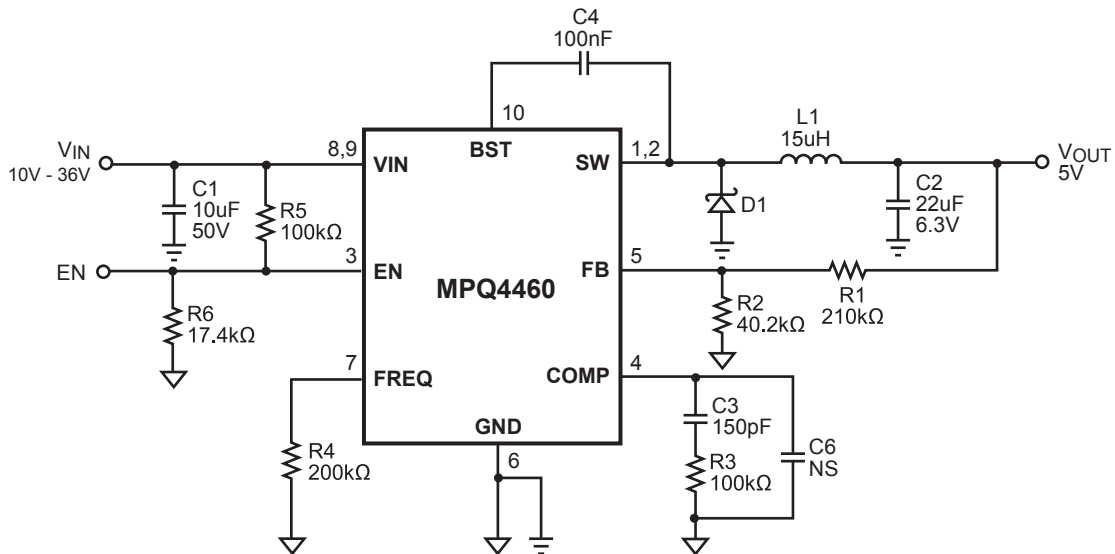 C4
100nF
10
L1
15uH
VIN
10V - 36V
8,9
VIN
BST
SW
1,2
VOUT
5V
C1
10uF
50V
R5
100kΩ
D1
C2
22uF
6.3V
EN
3
EN
MPQ4460
FB
5
R6
17.4kΩ
R2
40.2kΩ
R1
210kΩ
7
FREQ
COMP
4
GND
6
C3
150pF
R4
200kΩ
R3
100kΩ
C6
NS